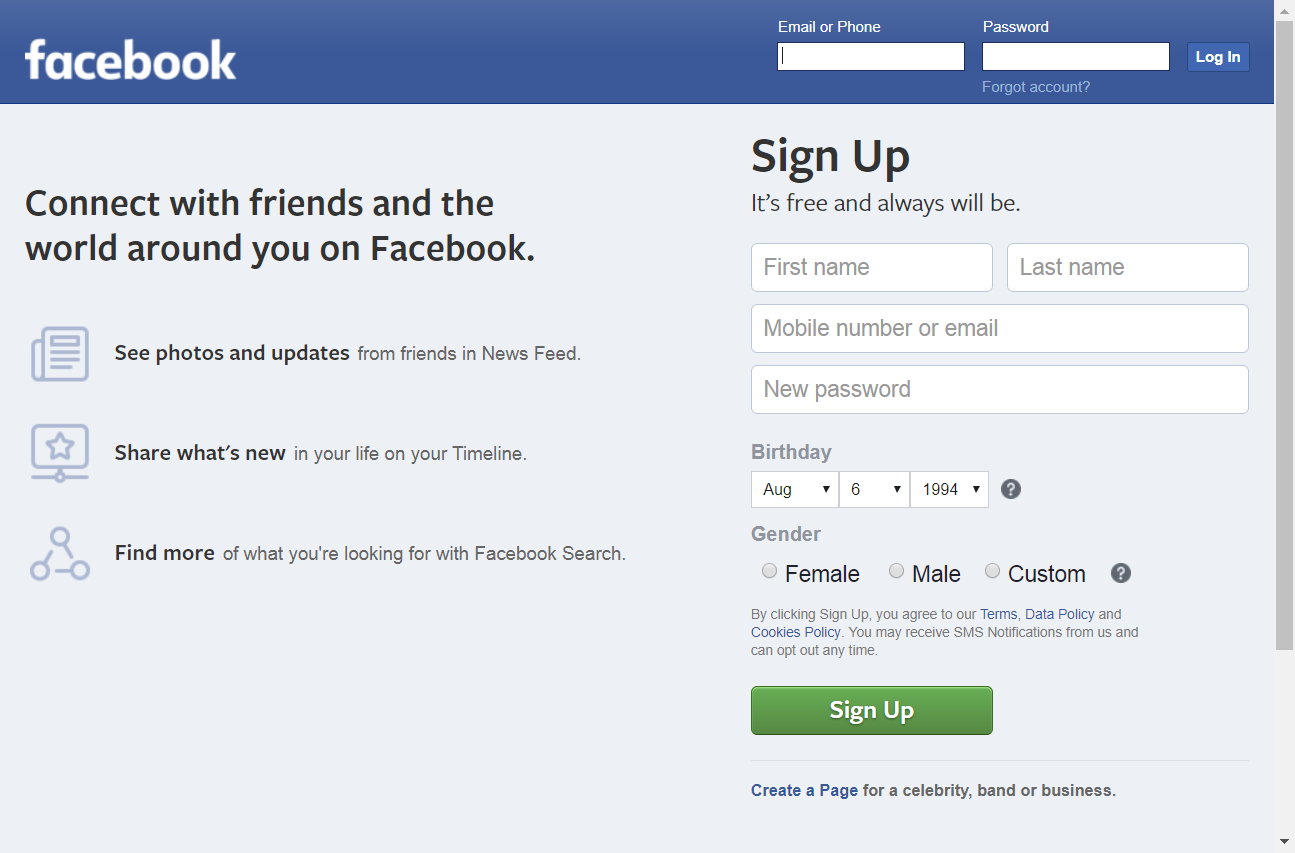 facebook
Email or Phone
Password
Log In
Forgot account?
Connect with friends and the
world around you on Facebook.
See photos and updates from friends in News Feed.
Share what's new in your life on your Timeline.
Find more of what you're looking for with Facebook Search.
Sign Up
It's free and always will be.
First name
Last name
Mobile number or email
New password
Birthday
Aug 6 1994 ?
Gender
Female Male Custom ?
By clicking Sign Up, you agree to our Terms, Data Policy and
Cookies Policy. You may receive SMS Notifications from us and
can opt out any time.
Sign Up
Create a Page for a celebrity, band or business.